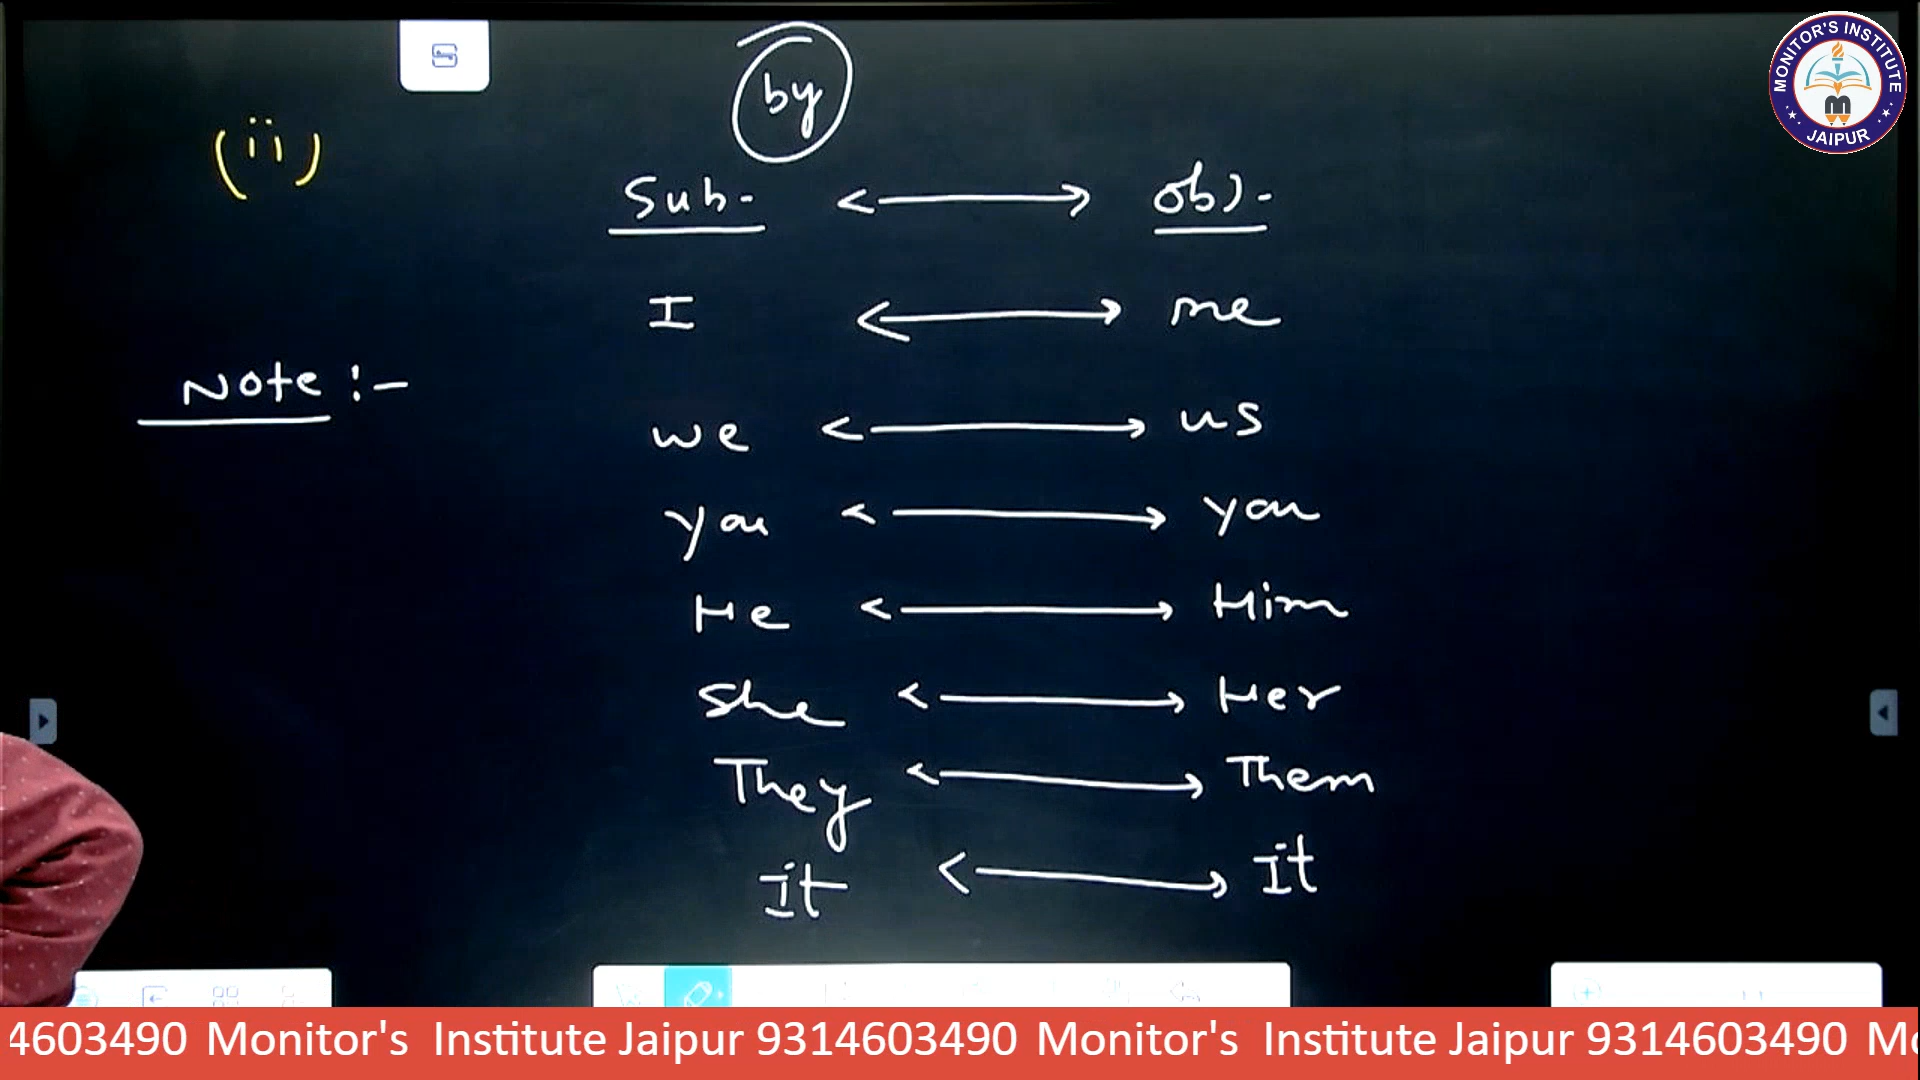 by
(ii)
Sub. <-> obj.
I <-> me
Note :-
we <-> us
you <-> you
He <-> Him
She <-> Her
They <-> Them
It <-> It
MONITOR'S INSTITUTE
m
JAIPUR
4603490 Monitor's Institute Jaipur 9314603490 Monitor's Institute Jaipur 9314603490 Mo